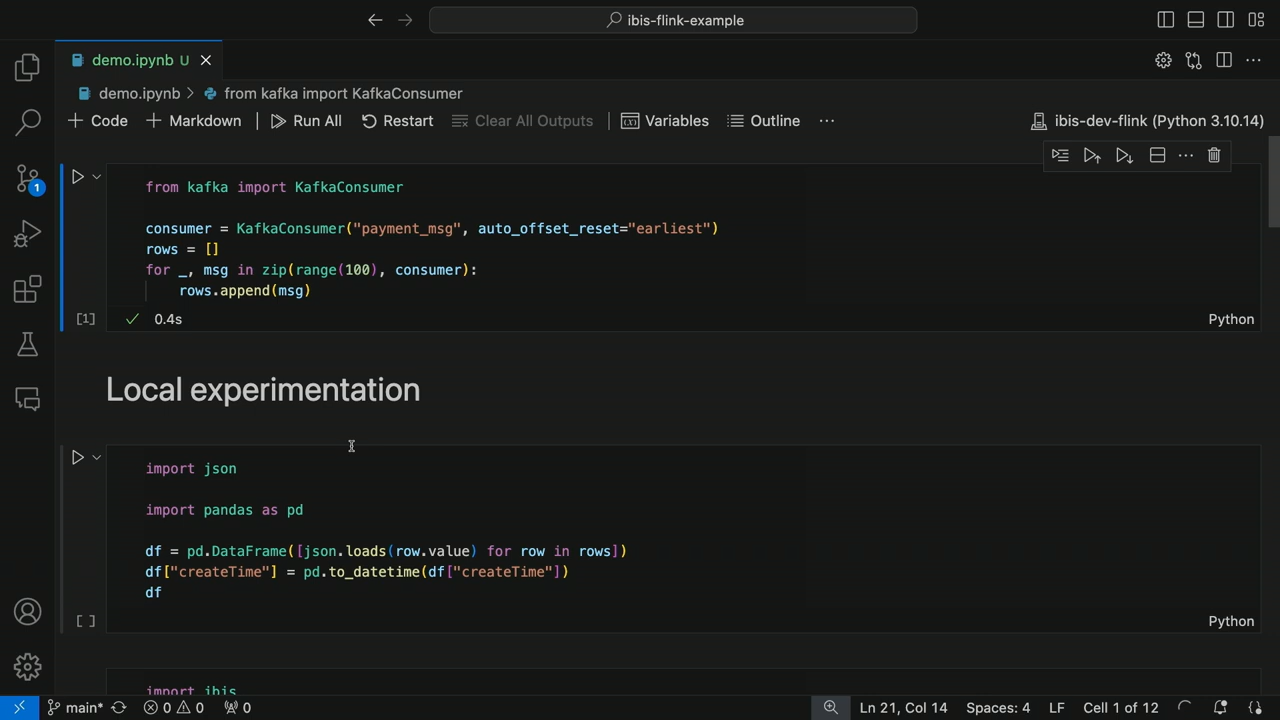 ibis-flink-example
demo.ipynb U
demo.ipynb > from kafka import KafkaConsumer
+ Code + Markdown | Run All Restart Clear All Outputs | Variables Outline ...
ibis-dev-flink (Python 3.10.14)
from kafka import KafkaConsumer
consumer = KafkaConsumer("payment_msg", auto_offset_reset="earliest")
rows = []
for _, msg in zip(range(100), consumer):
rows.append(msg)
[1] 0.4s Python
1
Local experimentation
import json
import pandas as pd
df = pd.DataFrame([json.loads(row.value) for row in rows])
df["createTime"] = pd.to_datetime(df["createTime"])
df
[ ] Python
import ibis
main* 0 0 0 Ln 21, Col 14 Spaces: 4 LF Cell 1 of 12